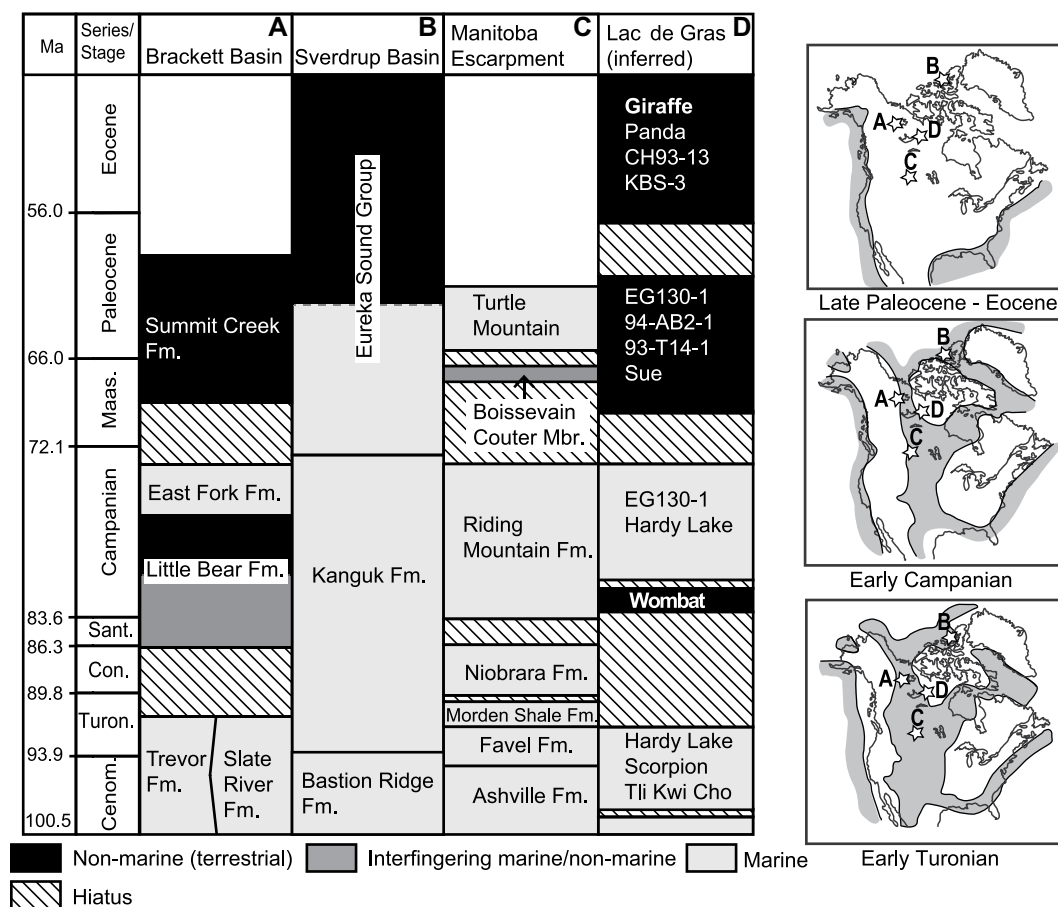 Ma
Series/
Stage
A
Brackett Basin
B
Sverdrup Basin
Manitoba C
Escarpment
Lac de Gras D
(inferred)
Eocene
56.0
Paleocene
66.0
Maas.
72.1
Campanian
83.6
Sant.
86.3
Con.
89.8
Turon.
93.9
Cenom.
100.5
Summit Creek
Fm.
East Fork Fm.
Little Bear Fm.
Trevor
Fm.
Slate
River
Fm.
Eureka Sound Group
Kanguk Fm.
Bastion Ridge
Fm.
Turtle
Mountain
Boissevain
Couter Mbr.
Riding
Mountain Fm.
Niobrara Fm.
Morden Shale Fm.
Favel Fm.
Ashville Fm.
Giraffe
Panda
CH93-13
KBS-3
EG130-1
94-AB2-1
93-T14-1
Sue
EG130-1
Hardy Lake
Wombat
Hardy Lake
Scorpion
Tli Kwi Cho
B
A
D
C
Late Paleocene - Eocene
B
A
D
C
Early Campanian
B
A
D
C
Early Turonian
Non-marine (terrestrial)
Interfingering marine/non-marine
Marine
Hiatus